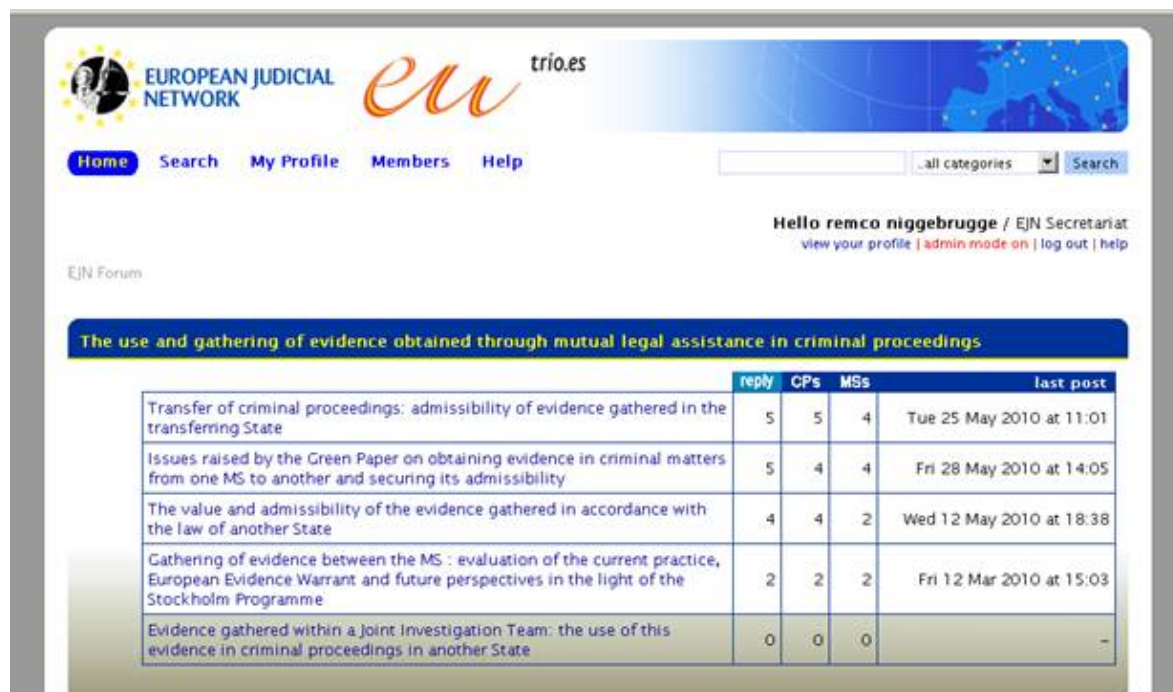 EUROPEAN JUDICIAL
NETWORK
eu trio.es
Home Search My Profile Members Help ..all categories Search
Hello remco niggebrugge / EJN Secretariat
view your profile | admin mode on | log out | help
EJN Forum
The use and gathering of evidence obtained through mutual legal assistance in criminal proceedings
reply CPs MSs last post
Transfer of criminal proceedings: admissibility of evidence gathered in the
transferring State
5 5 4 Tue 25 May 2010 at 11:01
Issues raised by the Green Paper on obtaining evidence in criminal matters
from one MS to another and securing its admissibility
5 4 4 Fri 28 May 2010 at 14:05
The value and admissibility of the evidence gathered in accordance with
the law of another State
4 4 2 Wed 12 May 2010 at 18:38
Gathering of evidence between the MS : evaluation of the current practice,
European Evidence Warrant and future perspectives in the light of the
Stockholm Programme
2 2 2 Fri 12 Mar 2010 at 15:03
Evidence gathered within a Joint Investigation Team: the use of this
evidence in criminal proceedings in another State
0 0 0 –